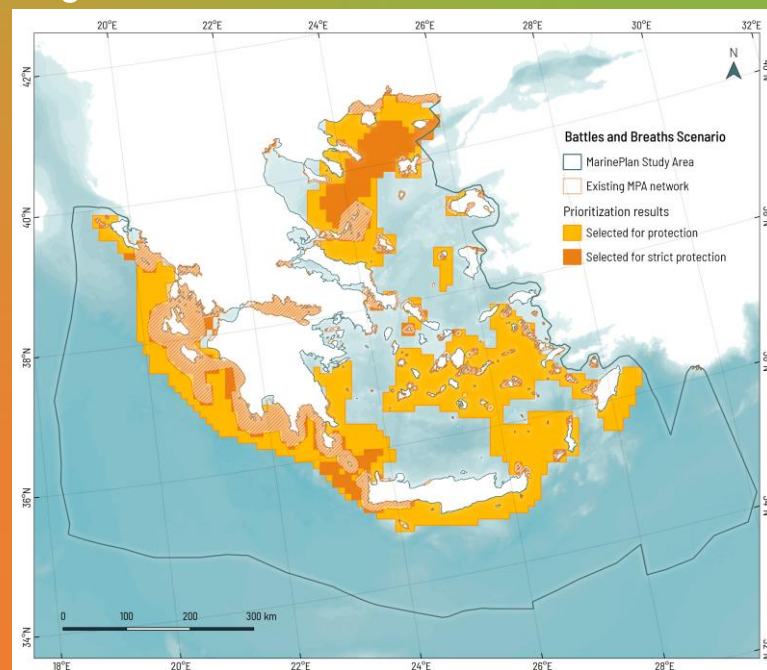 20°E 22°E 24°E 26°E 28°E 30°E 32°E
42°N
40°N
38°N
36°N
34°N
N
Battles and Breaths Scenario
MarinePlan Study Area
Existing MPA network
Prioritization results
Selected for protection
Selected for strict protection
0 100 200 300 km
18°E 20°E 22°E 24°E 26°E 28°E 30°E